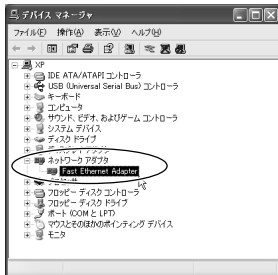 デバイス マネージャ
ファイル(F) 操作(A) 表示(V) ヘルプ(H)
XP
IDE ATA/ATAPI コントローラ
USB (Universal Serial Bus) コントローラ
キーボード
コンピュータ
サウンド、ビデオ、およびゲーム コントローラ
システム デバイス
ディスク ドライブ
ネットワーク アダプタ
Fast Ethernet Adapter
フロッピー ディスク コントローラ
フロッピー ディスク ドライブ
ポート (COM と LPT)
マウスとそのほかのポインティング デバイス
モニタ